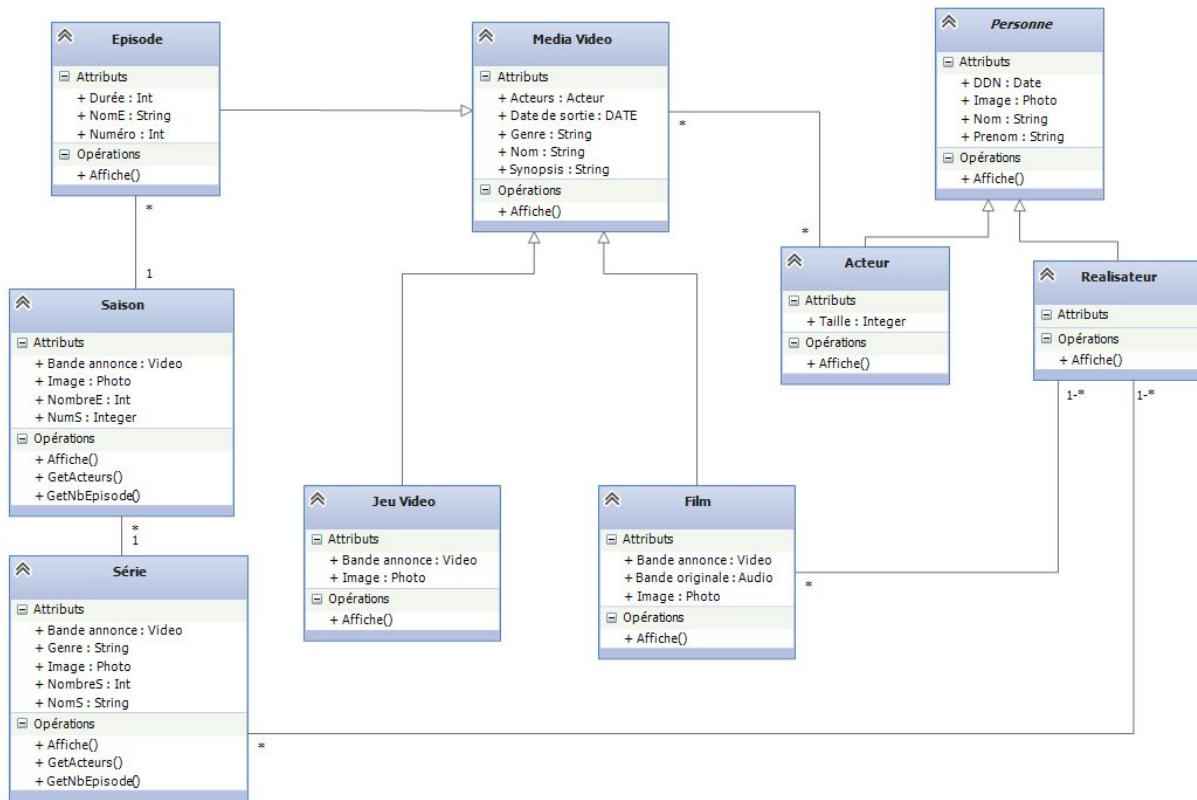 Episode
Attributs
+ Durée : Int
+ NomE : String
+ Numéro : Int
Opérations
+ Affiche()
*
1
Media Video
Attributs
+ Acteurs : Acteur
+ Date de sortie : DATE
+ Genre : String
+ Nom : String
+ Synopsis : String
Opérations
+ Affiche()
*
*
Personne
Attributs
+ DDN : Date
+ Image : Photo
+ Nom : String
+ Prenom : String
Opérations
+ Affiche()
Acteur
Attributs
+ Taille : Integer
Opérations
+ Affiche()
Realisateur
Attributs
Opérations
+ Affiche()
1-*
1-*
Saison
Attributs
+ Bande annonce : Video
+ Image : Photo
+ NombreE : Int
+ NumS : Integer
Opérations
+ Affiche()
+ GetActeurs()
+ GetNbEpisode()
*
1
Jeu Video
Attributs
+ Bande annonce : Video
+ Image : Photo
Opérations
+ Affiche()
Film
Attributs
+ Bande annonce : Video
+ Bande originale : Audio
+ Image : Photo
Opérations
+ Affiche()
*
Série
Attributs
+ Bande annonce : Video
+ Genre : String
+ Image : Photo
+ NombreS : Int
+ NomS : String
Opérations
+ Affiche()
+ GetActeurs()
+ GetNbEpisode()
*